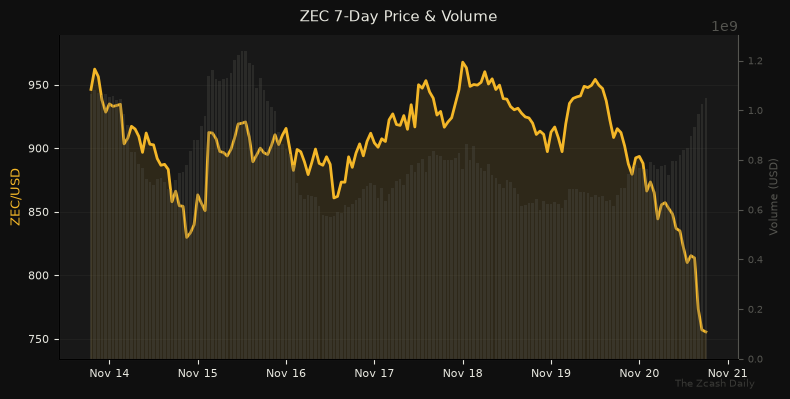 ZEC 7-Day Price & Volume
1e9
950
900
850
800
750
ZEC/USD
1.2
1.0
0.8
0.6
0.4
0.2
0.0
Volume (USD)
Nov 14 Nov 15 Nov 16 Nov 17 Nov 18 Nov 19 Nov 20 Nov 21
The Zcash Daily